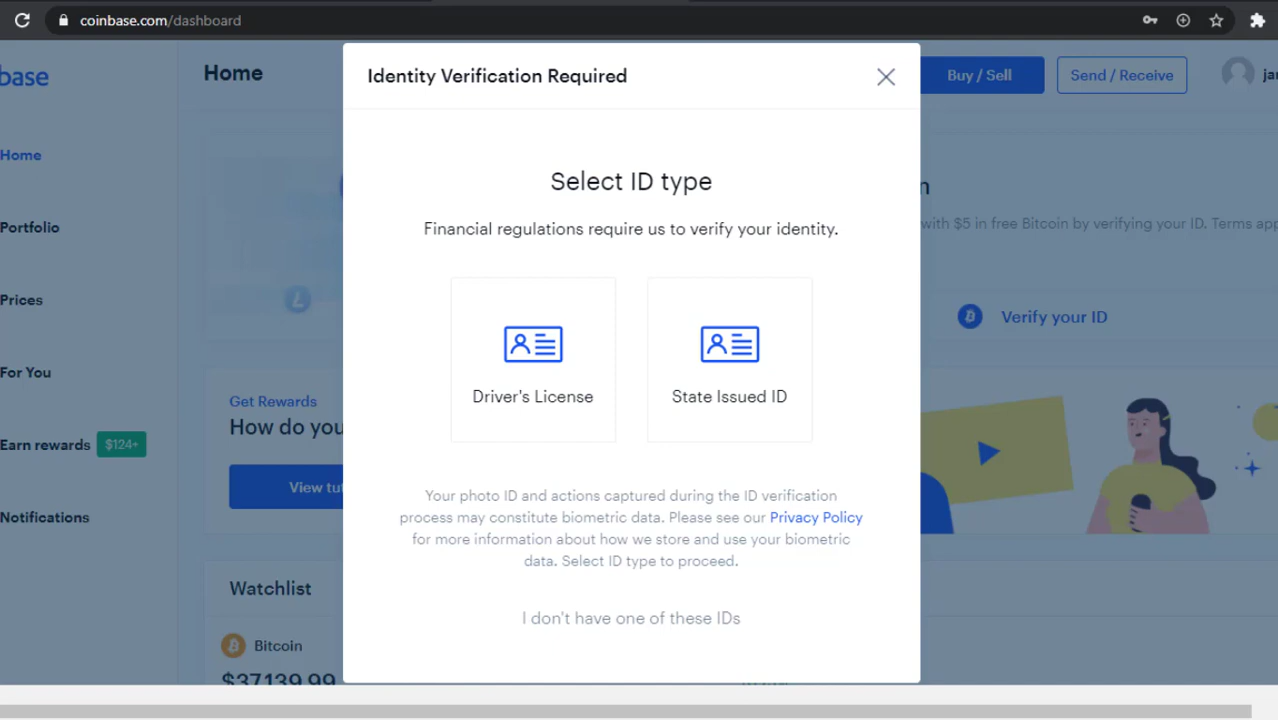 coinbase.com/dashboard
base
Home
Buy / Sell
Send / Receive
Identity Verification Required
Home
Portfolio
Prices
For You
Earn rewards $124+
Notifications
Select ID type
Financial regulations require us to verify your identity.
Driver's License
State Issued ID
Your photo ID and actions captured during the ID verification
process may constitute biometric data. Please see our Privacy Policy
for more information about how we store and use your biometric
data. Select ID type to proceed.
I don't have one of these IDs
with $5 in free Bitcoin by verifying your ID. Terms
Verify your ID
Get Rewards
How do you
View
Watchlist
Bitcoin
$37139.99